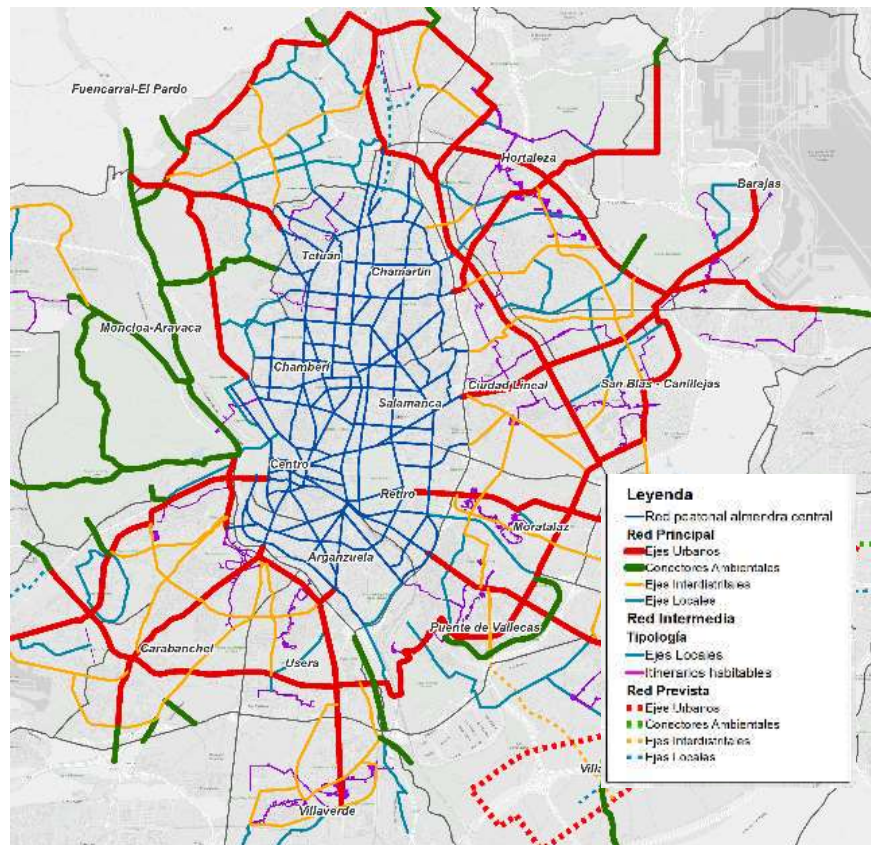 Fuencarral-El Pardo
Hortaleza
Barajas
Tetuán
Chamartín
Moncloa-Aravaca
Chamberí
Ciudad Lineal
San Blas - Canillejas
Salamanca
Centro
Retiro
Moratalaz
Arganzuela
Puente de Vallecas
Carabanchel
Usera
Villa
Villaverde
Leyenda
Red peatonal almendra central
Red Principal
Ejes Urbanos
Conectores Ambientales
Ejes Interdistritales
Ejes Locales
Red Intermedia
Tipología
Ejes Locales
Itinerarios habitables
Red Prevista
Ejes Urbanos
Conectores Ambientales
Ejes Interdistritales
Ejes Locales